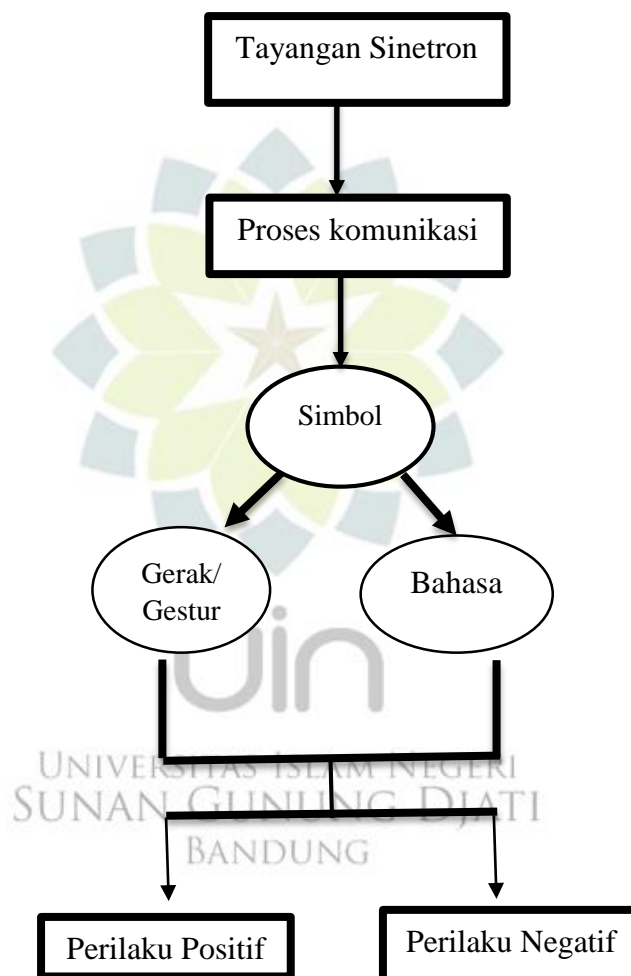 Tayangan Sinetron
Proses komunikasi
Simbol
Gerak/
Gestur
Bahasa
uin
UNIVERSITAS ISLAM NEGERI
SUNAN GUNUNG DJATI
BANDUNG
Perilaku Positif
Perilaku Negatif